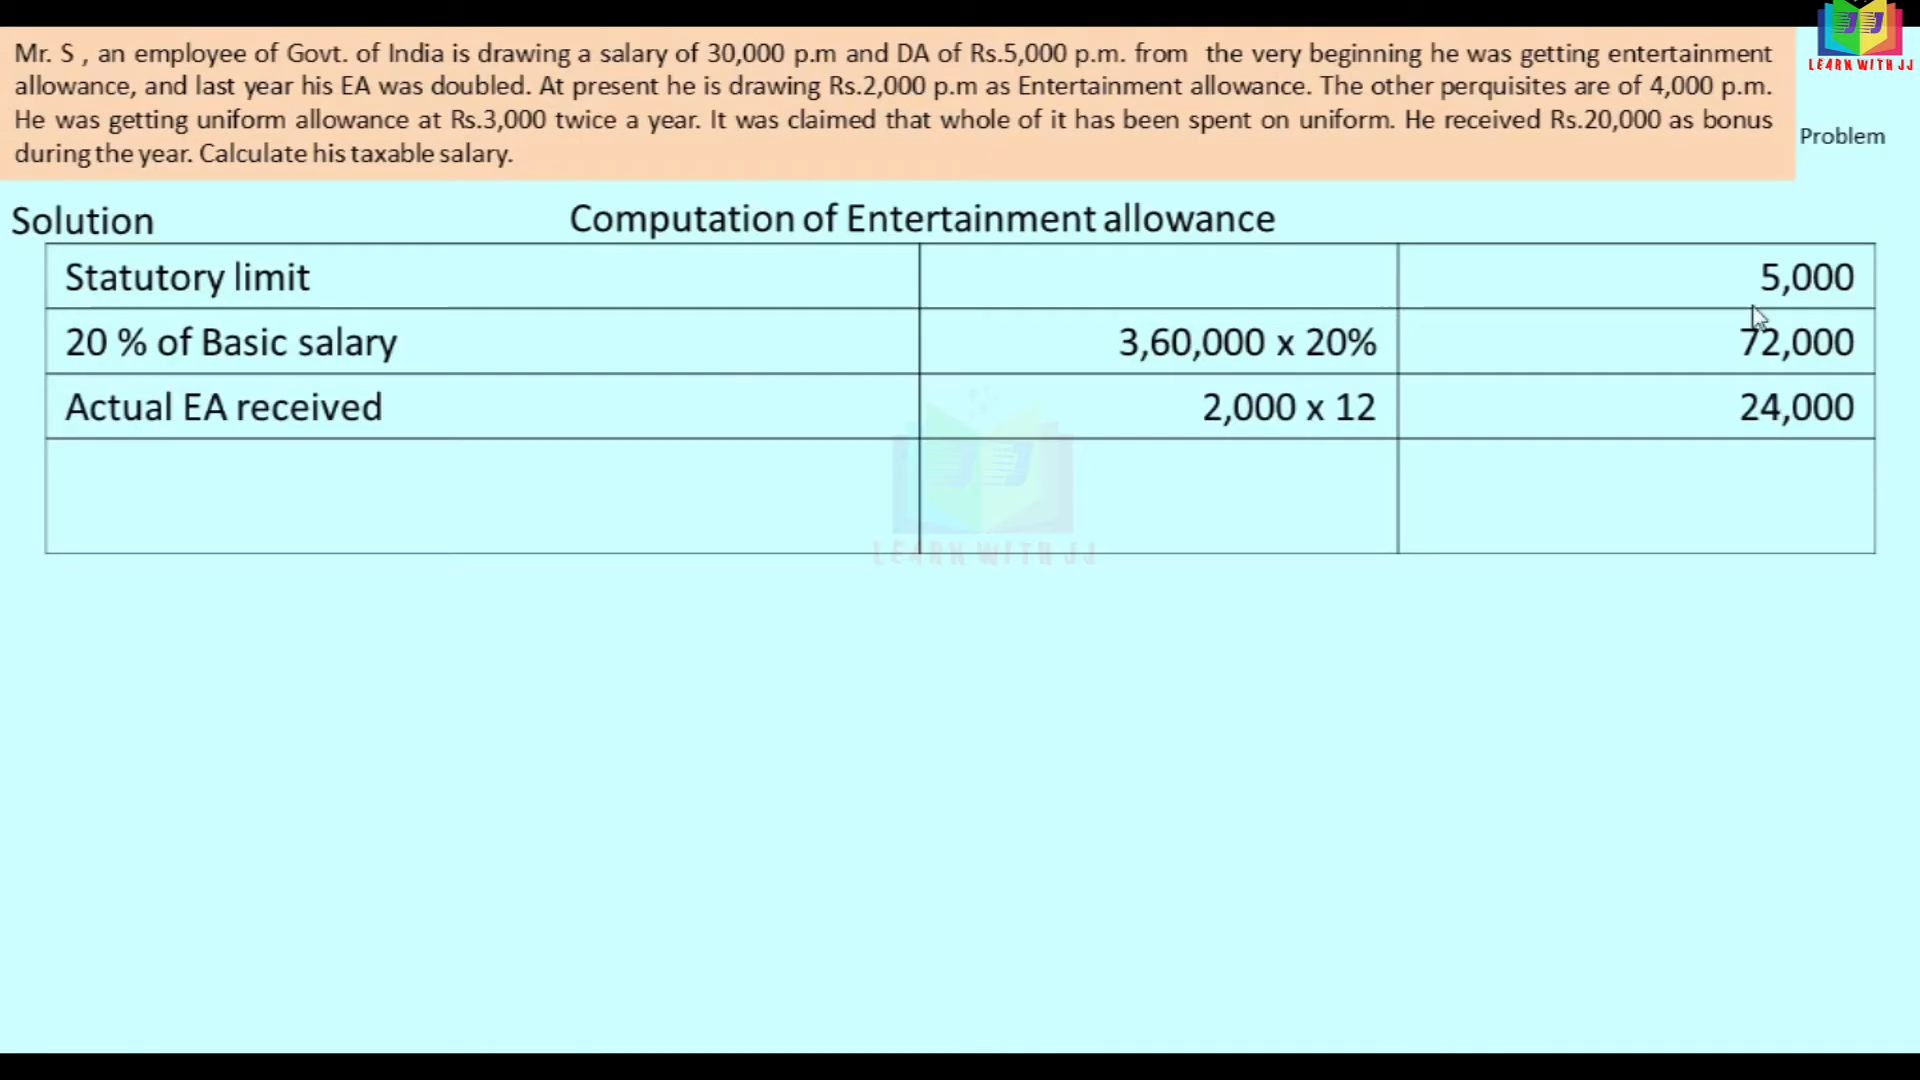 Mr. S , an employee of Govt. of India is drawing a salary of 30,000 p.m and DA of Rs.5,000 p.m. from the very beginning he was getting entertainment
allowance, and last year his EA was doubled. At present he is drawing Rs.2,000 p.m as Entertainment allowance. The other perquisites are of 4,000 p.m.
He was getting uniform allowance at Rs.3,000 twice a year. It was claimed that whole of it has been spent on uniform. He received Rs.20,000 as bonus
during the year. Calculate his taxable salary.
LEARN WITH JJ
Problem
Solution
Computation of Entertainment allowance
Statutory limit 5,000
20 % of Basic salary 3,60,000 x 20% 72,000
Actual EA received 2,000 x 12 24,000
LEARN WITH JJ